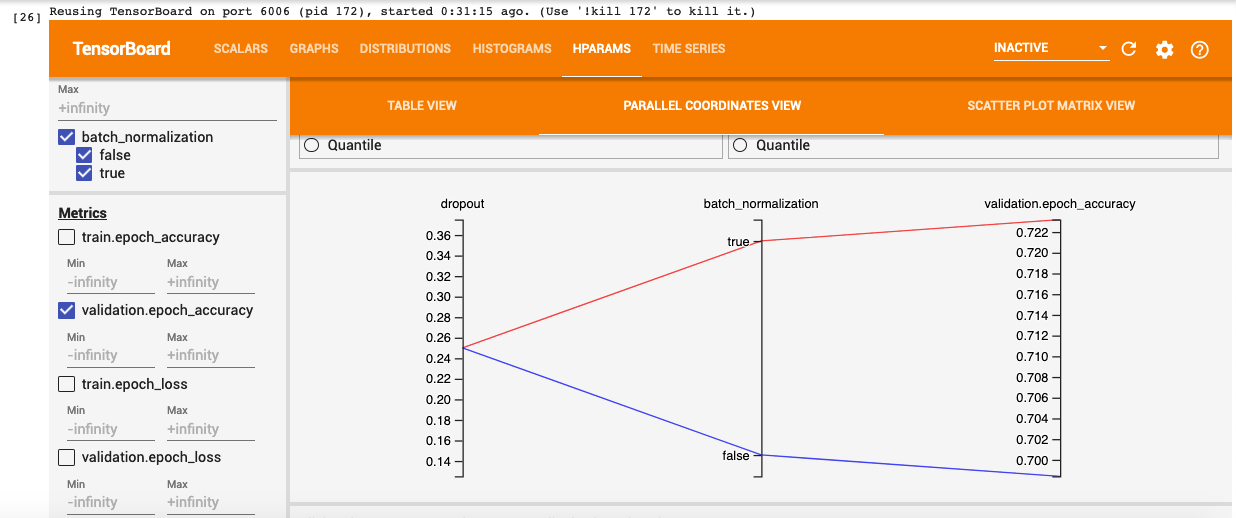 [26] Reusing TensorBoard on port 6006 (pid 172), started 0:31:15 ago. (Use '!kill 172' to kill it.)
TensorBoard SCALARS GRAPHS DISTRIBUTIONS HISTOGRAMS HPARAMS TIME SERIES INACTIVE
Max
+infinity
batch_normalization
false
true
Metrics
train.epoch_accuracy
Min Max
-infinity +infinity
validation.epoch_accuracy
Min Max
-infinity +infinity
train.epoch_loss
Min Max
-infinity +infinity
validation.epoch_loss
Min Max
-infinity +infinity
TABLE VIEW PARALLEL COORDINATES VIEW SCATTER PLOT MATRIX VIEW
Quantile Quantile
dropout
0.36
0.34
0.32
0.30
0.28
0.26
0.24
0.22
0.20
0.18
0.16
0.14
batch_normalization
true
false
validation.epoch_accuracy
0.722
0.720
0.718
0.716
0.714
0.712
0.710
0.708
0.706
0.704
0.702
0.700